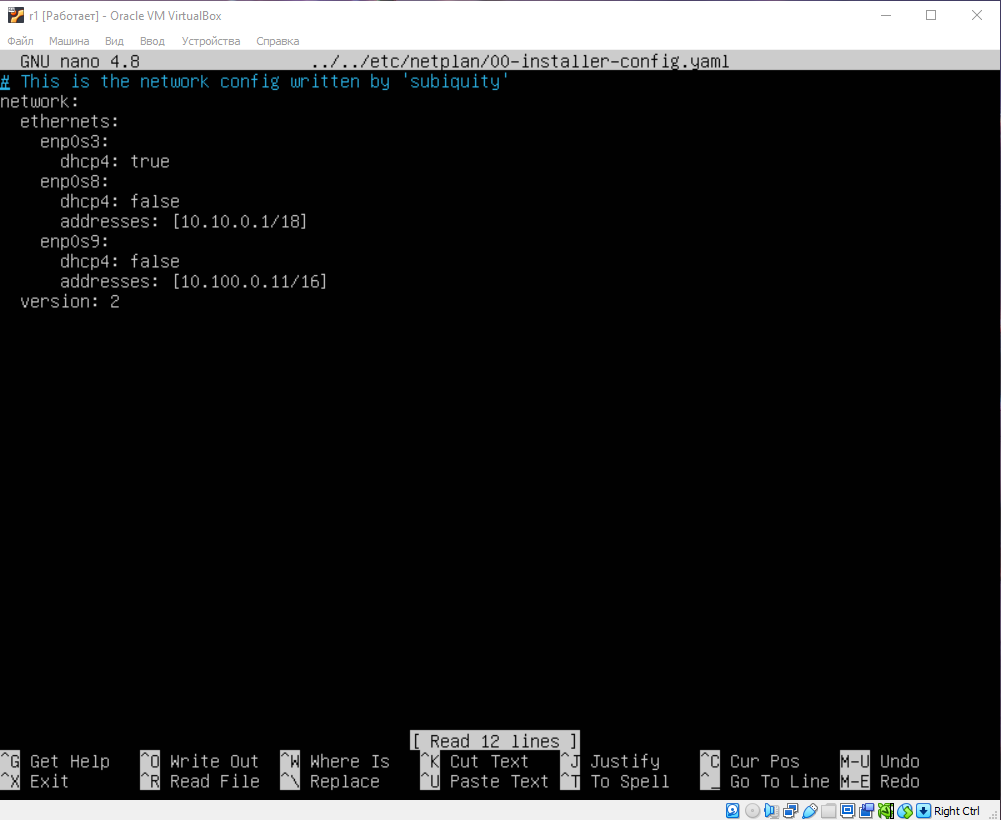 r1 [Работает] - Oracle VM VirtualBox
Файл Машина Вид Ввод Устройства Справка
GNU nano 4.8 ../../etc/netplan/00-installer-config.yaml
# This is the network config written by 'subiquity'
network:
  ethernets:
    enp0s3:
      dhcp4: true
    enp0s8:
      dhcp4: false
      addresses: [10.10.0.1/18]
    enp0s9:
      dhcp4: false
      addresses: [10.100.0.11/16]
  version: 2
[ Read 12 lines ]
^G Get Help ^O Write Out ^W Where Is ^K Cut Text ^J Justify ^C Cur Pos M-U Undo
^X Exit ^R Read File ^\ Replace ^U Paste Text ^T To Spell ^_ Go To Line M-E Redo
Right Ctrl